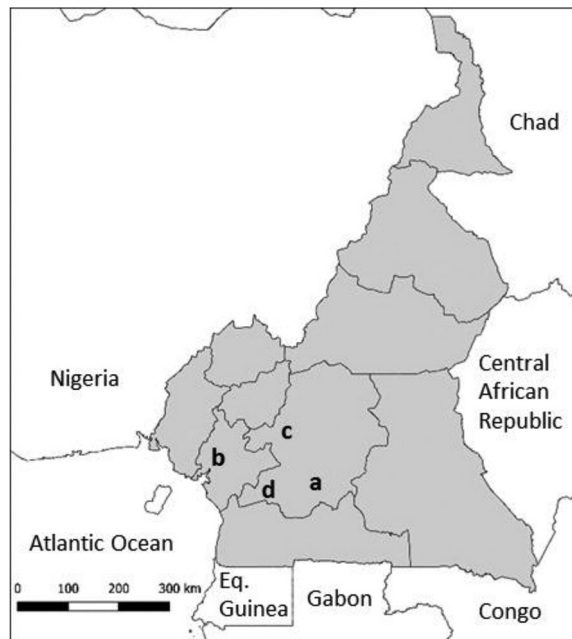 Chad
Nigeria
Central
African
Republic
c
b
a
d
Atlantic Ocean
Eq.
Guinea
Gabon
Congo
0 100 200 300 km